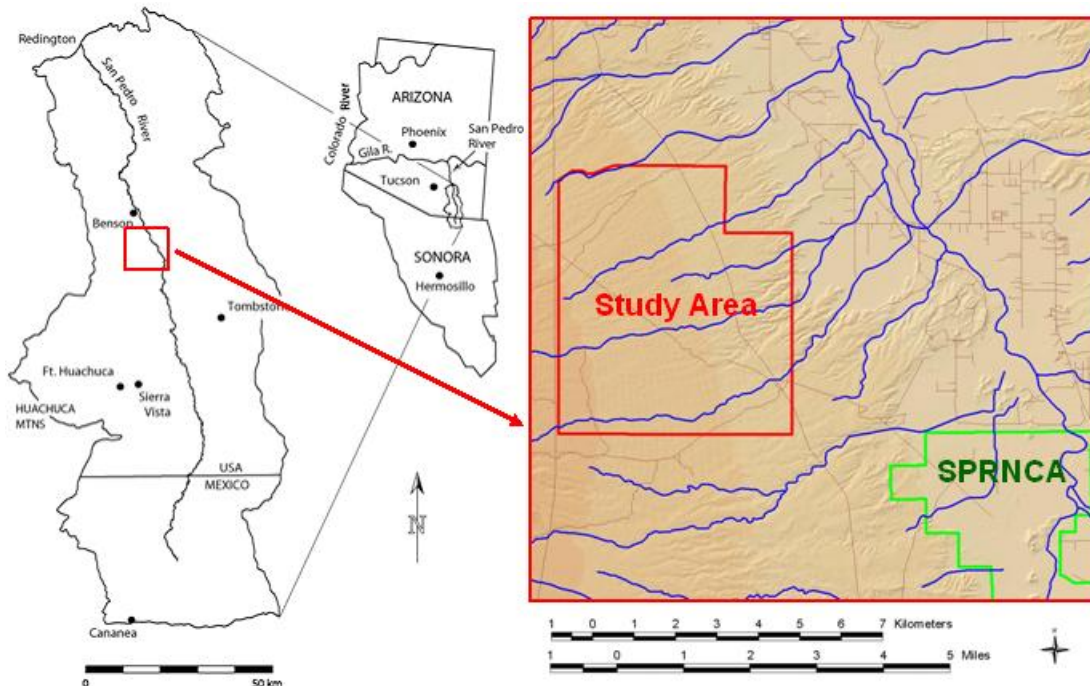 Redington
San Pedro
River
Benson
Tombston
Ft. Huachuca
Sierra
Vista
HUACHUCA
MTNS
USA
MEXICO
Cananea
0 50 km
N
Colorado River
ARIZONA
Phoenix
San Pedro
River
Gila R.
Tucson
SONORA
Hermosillo
Study Area
SPRNCA
1 0 1 2 3 4 5 6 7 Kilometers
1 0 1 2 3 4 5 Miles